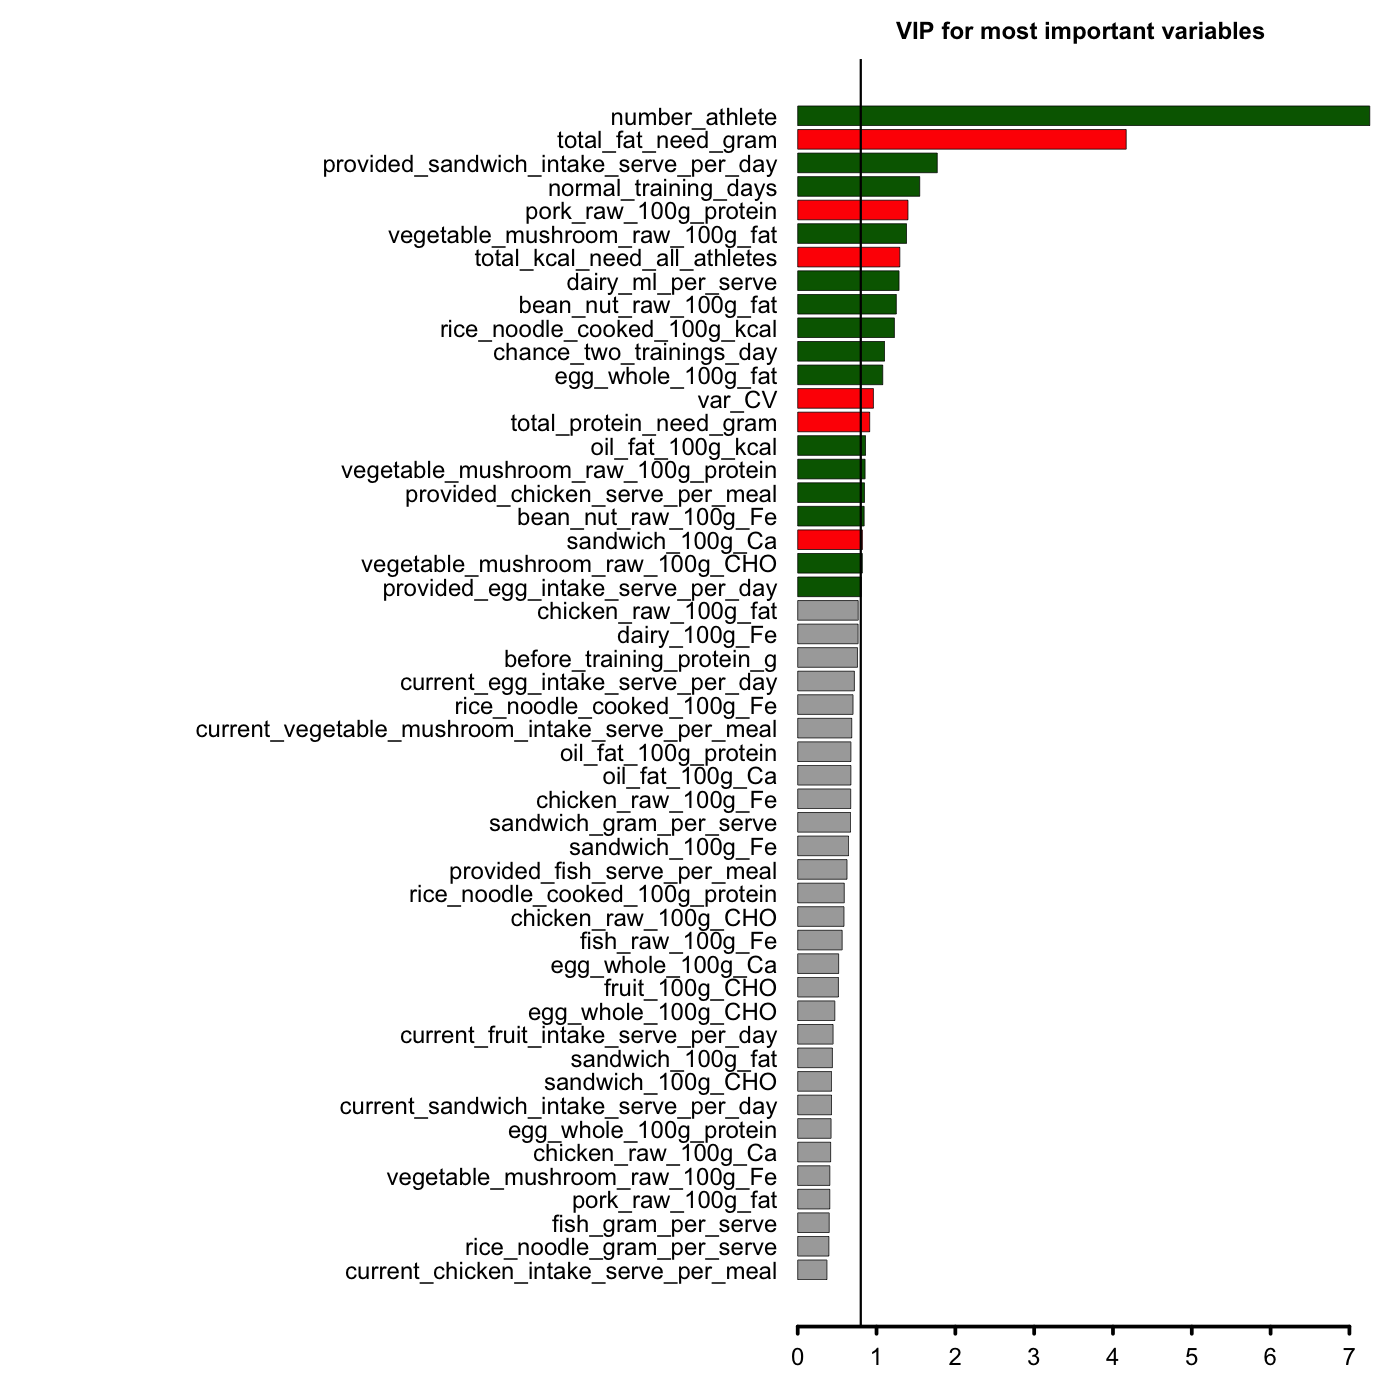 VIP for most important variables
number_athlete
total_fat_need_gram
provided_sandwich_intake_serve_per_day
normal_training_days
pork_raw_100g_protein
vegetable_mushroom_raw_100g_fat
total_kcal_need_all_athletes
dairy_ml_per_serve
bean_nut_raw_100g_fat
rice_noodle_cooked_100g_kcal
chance_two_trainings_day
egg_whole_100g_fat
var_CV
total_protein_need_gram
oil_fat_100g_kcal
vegetable_mushroom_raw_100g_protein
provided_chicken_serve_per_meal
bean_nut_raw_100g_Fe
sandwich_100g_Ca
vegetable_mushroom_raw_100g_CHO
provided_egg_intake_serve_per_day
chicken_raw_100g_fat
dairy_100g_Fe
before_training_protein_g
current_egg_intake_serve_per_day
rice_noodle_cooked_100g_Fe
current_vegetable_mushroom_intake_serve_per_meal
oil_fat_100g_protein
oil_fat_100g_Ca
chicken_raw_100g_Fe
sandwich_gram_per_serve
sandwich_100g_Fe
provided_fish_serve_per_meal
rice_noodle_cooked_100g_protein
chicken_raw_100g_CHO
fish_raw_100g_Fe
egg_whole_100g_Ca
fruit_100g_CHO
egg_whole_100g_CHO
current_fruit_intake_serve_per_day
sandwich_100g_fat
sandwich_100g_CHO
current_sandwich_intake_serve_per_day
egg_whole_100g_protein
chicken_raw_100g_Ca
vegetable_mushroom_raw_100g_Fe
pork_raw_100g_fat
fish_gram_per_serve
rice_noodle_gram_per_serve
current_chicken_intake_serve_per_meal
0 1 2 3 4 5 6 7